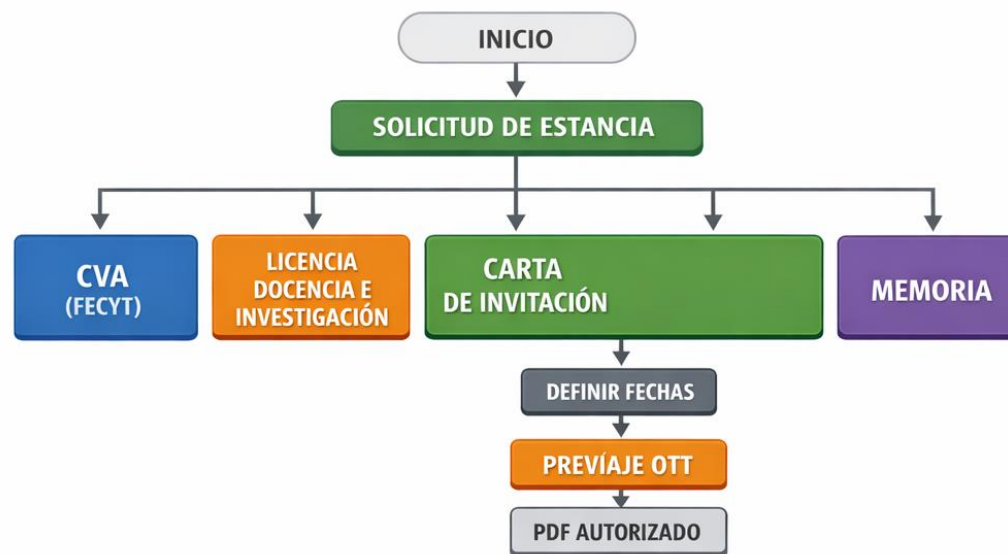 INICIO
SOLICITUD DE ESTANCIA
CVA
(FECYT)
LICENCIA
DOCENCIA E
INVESTIGACIÓN
CARTA
DE INVITACIÓN
MEMORIA
DEFINIR FECHAS
PREVÍAJE OTT
PDF AUTORIZADO